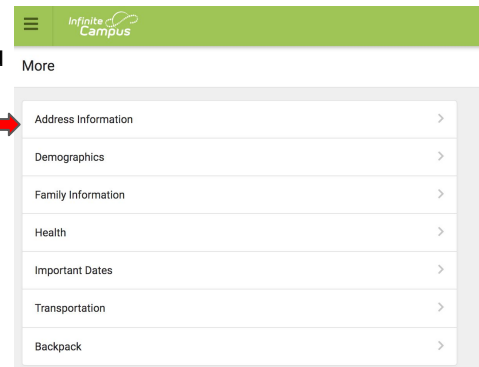 Infinite
Campus
More
Address Information
Demographics
Family Information
Health
Important Dates
Transportation
Backpack